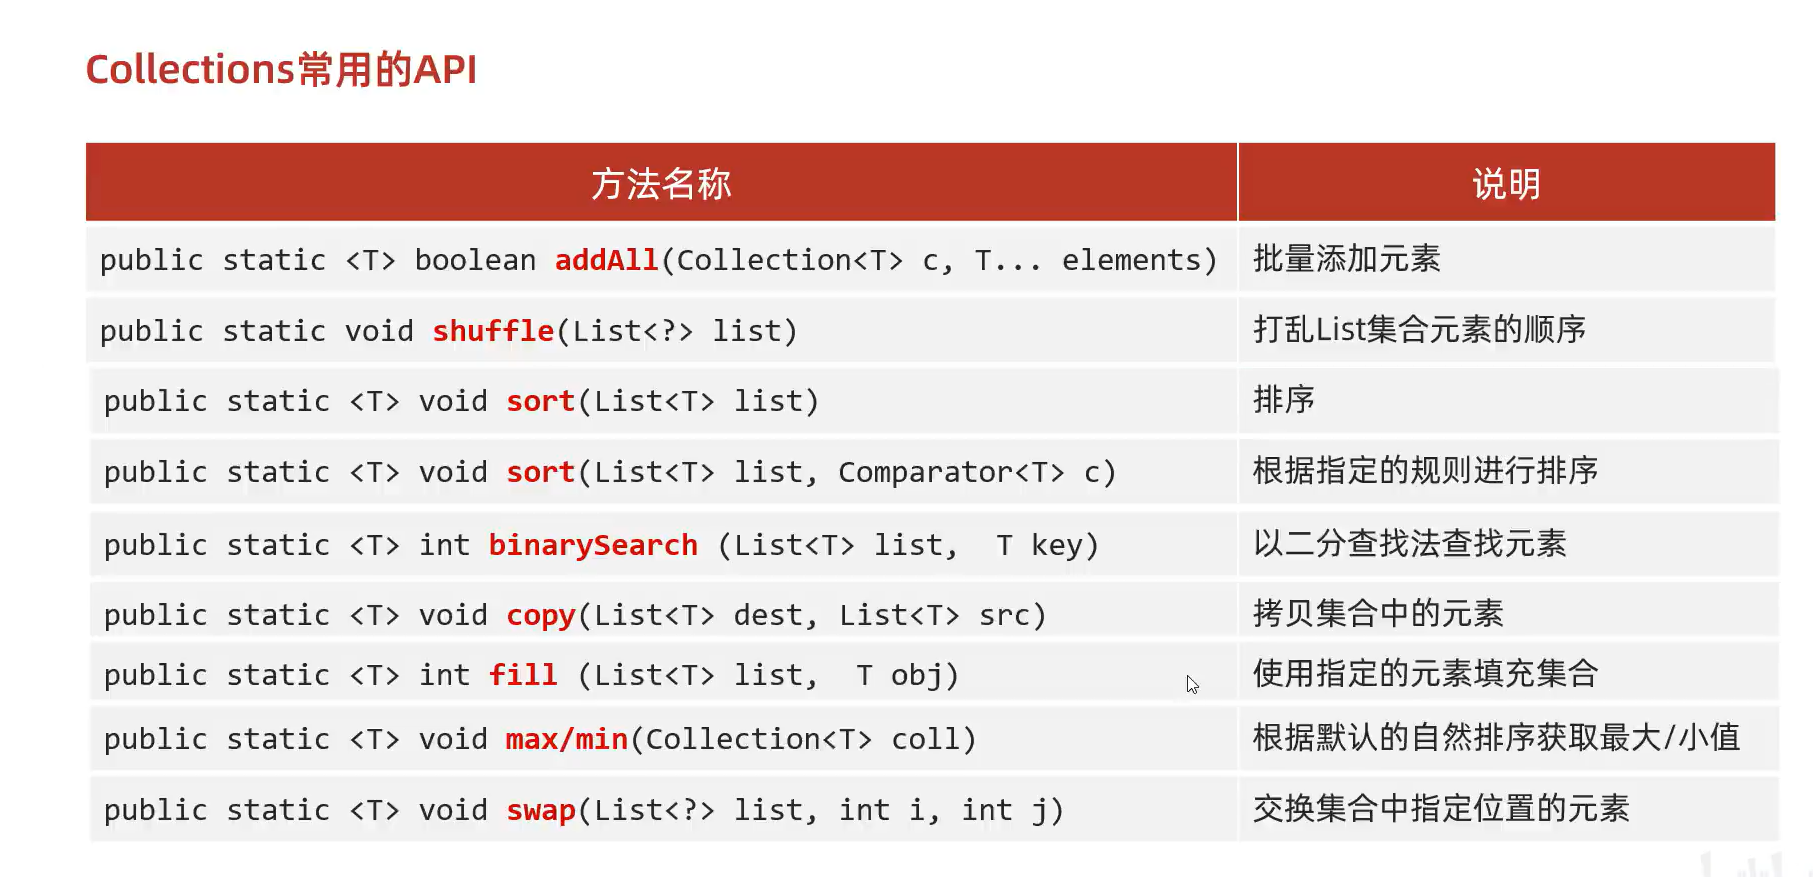 Collections常用的API
方法名称 说明
public static <T> boolean addAll(Collection<T> c, T... elements) 批量添加元素
public static void shuffle(List<?> list) 打乱List集合元素的顺序
public static <T> void sort(List<T> list) 排序
public static <T> void sort(List<T> list, Comparator<T> c) 根据指定的规则进行排序
public static <T> int binarySearch (List<T> list, T key) 以二分查找法查找元素
public static <T> void copy(List<T> dest, List<T> src) 拷贝集合中的元素
public static <T> int fill (List<T> list, T obj) 使用指定的元素填充集合
public static <T> void max/min(Collection<T> coll) 根据默认的自然排序获取最大/小值
public static <T> void swap(List<?> list, int i, int j) 交换集合中指定位置的元素